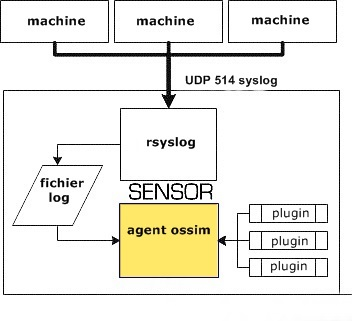 machine
machine
machine
UDP 514 syslog
rsyslog
fichier
log
SENSOR
agent ossim
plugin
plugin
plugin